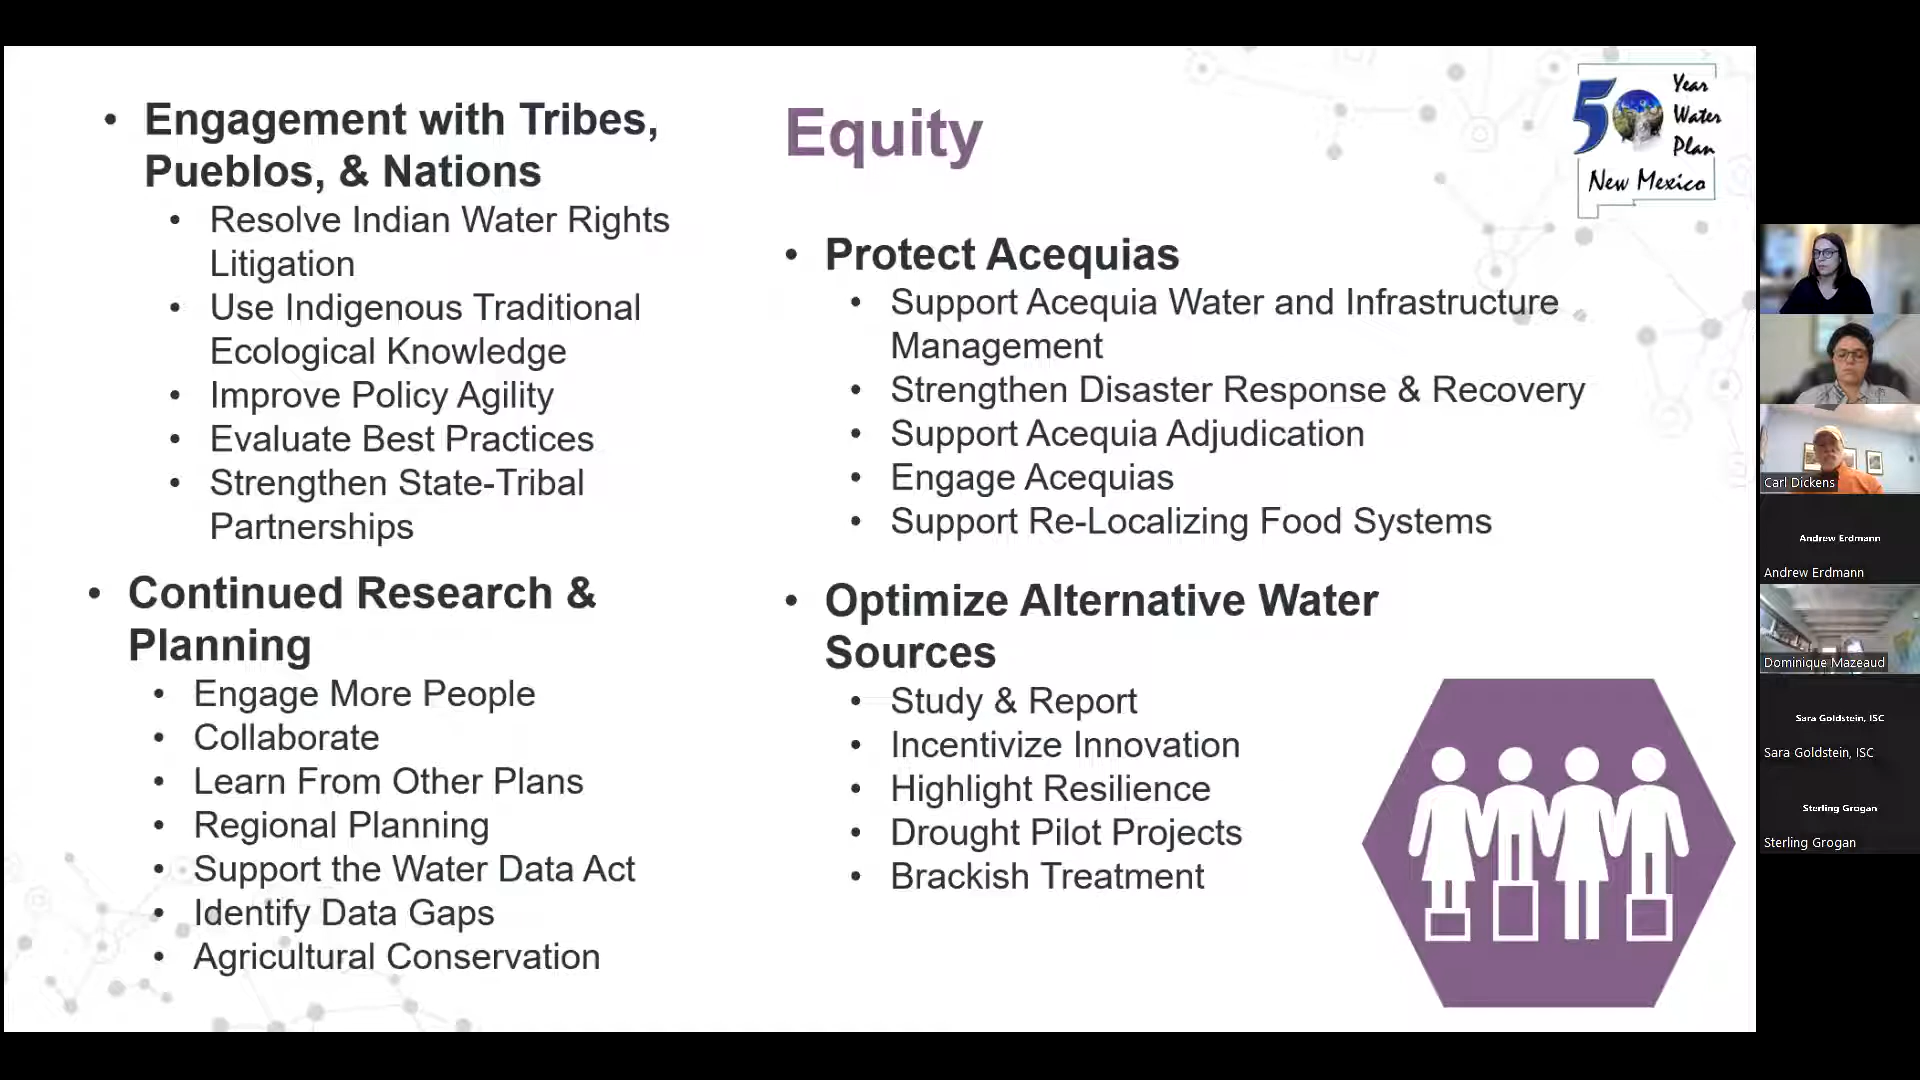 • Engagement with Tribes,
Pueblos, & Nations
• Resolve Indian Water Rights
Litigation
• Use Indigenous Traditional
Ecological Knowledge
• Improve Policy Agility
• Evaluate Best Practices
• Strengthen State-Tribal
Partnerships
• Continued Research &
Planning
• Engage More People
• Collaborate
• Learn From Other Plans
• Regional Planning
• Support the Water Data Act
• Identify Data Gaps
• Agricultural Conservation
Equity
• Protect Acequias
• Support Acequia Water and Infrastructure
Management
• Strengthen Disaster Response & Recovery
• Support Acequia Adjudication
• Engage Acequias
• Support Re-Localizing Food Systems
• Optimize Alternative Water
Sources
• Study & Report
• Incentivize Innovation
• Highlight Resilience
• Drought Pilot Projects
• Brackish Treatment
50 Year
Water
Plan
New Mexico
Carl Dickens
Andrew Erdmann
Andrew Erdmann
Dominique Mazeaud
Sara Goldstein, ISC
Sara Goldstein, ISC
Sterling Grogan
Sterling Grogan